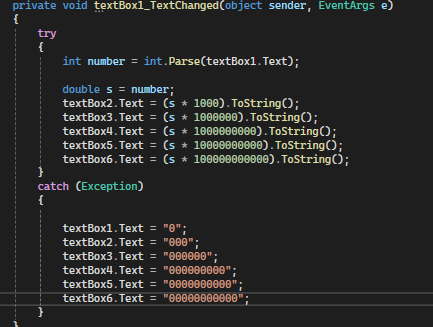 private void textBox1_TextChanged(object sender, EventArgs e)
{
try
{
int number = int.Parse(textBox1.Text);
double s = number;
textBox2.Text = (s * 1000).ToString();
textBox3.Text = (s * 1000000).ToString();
textBox4.Text = (s * 1000000000).ToString();
textBox5.Text = (s * 10000000000).ToString();
textBox6.Text = (s * 100000000000).ToString();
}
catch (Exception)
{
textBox1.Text = "0";
textBox2.Text = "000";
textBox3.Text = "000000";
textBox4.Text = "000000000";
textBox5.Text = "0000000000";
textBox6.Text = "00000000000";
}
}